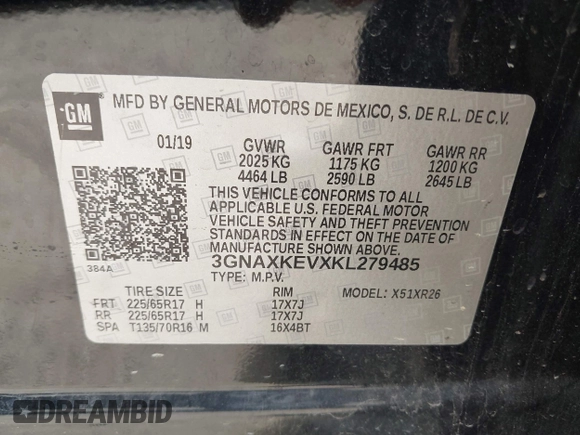 GM
MFD BY GENERAL MOTORS DE MEXICO, S. DE R.L. DE C.V.
01/19 GVWR GAWR FRT GAWR RR
2025 KG 1175 KG 1200 KG
4464 LB 2590 LB 2645 LB
THIS VEHICLE CONFORMS TO ALL
APPLICABLE U.S. FEDERAL MOTOR
VEHICLE SAFETY AND THEFT PREVENTION
STANDARDS IN EFFECT ON THE DATE OF
MANUFACTURE SHOWN ABOVE.
384A
3GNAXKEVXKL279485
TYPE: M.P.V.
TIRE SIZE RIM MODEL: X51XR26
FRT 225/65R17 H 17X7J
RR 225/65R17 H 17X7J
SPA T135/70R16 M 16X4BT
DREAMBID